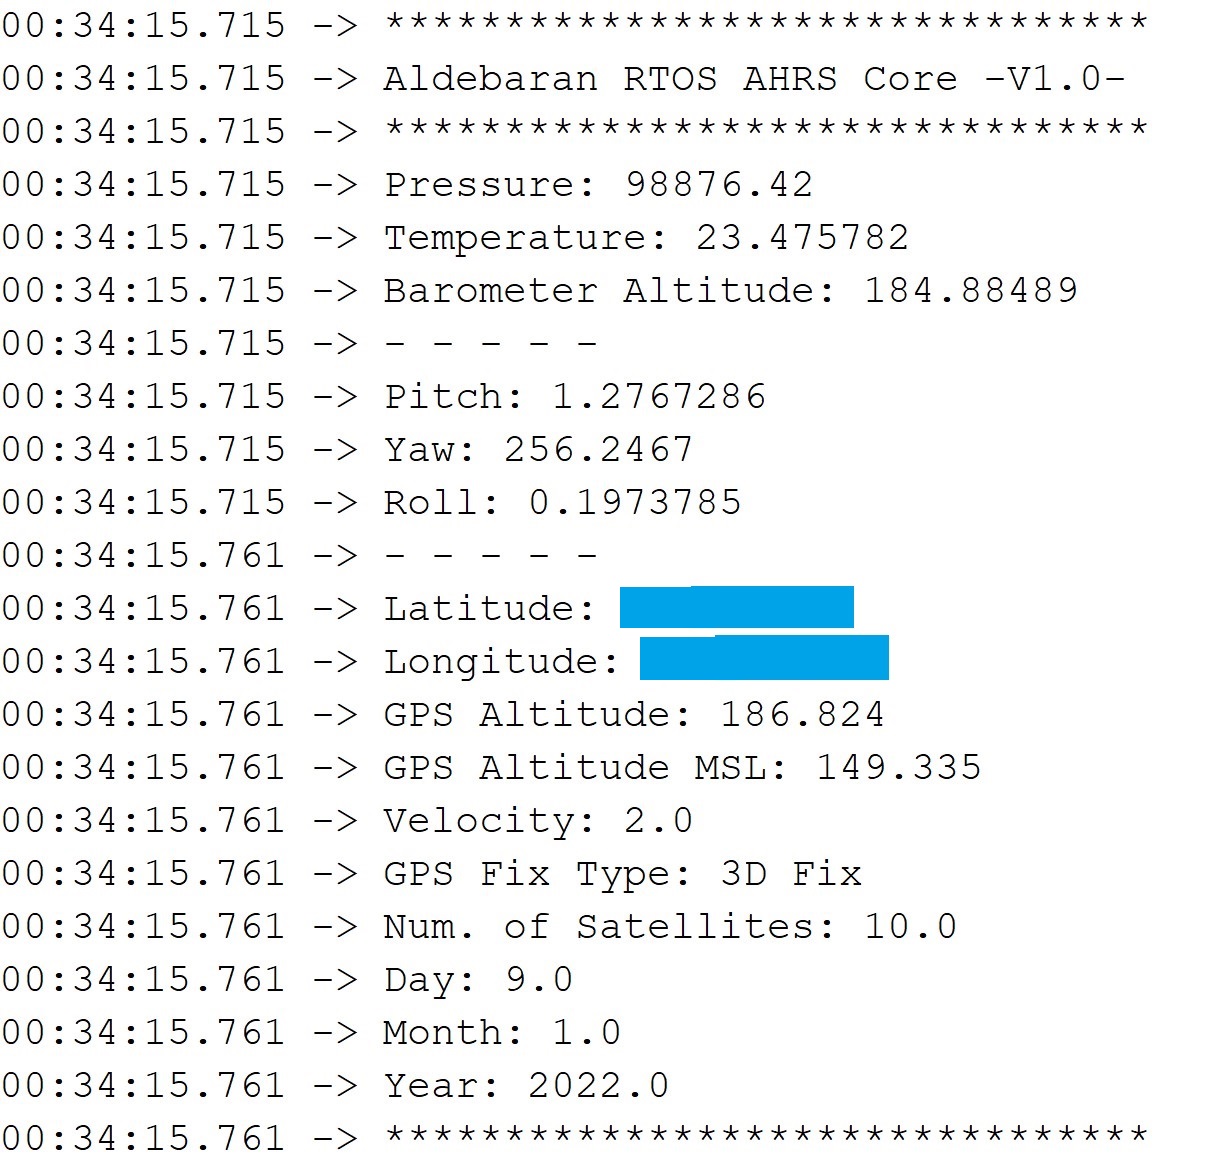 00:34:15.715 -> ********************************
00:34:15.715 -> Aldebaran RTOS AHRS Core -V1.0-
00:34:15.715 -> ********************************
00:34:15.715 -> Pressure: 98876.42
00:34:15.715 -> Temperature: 23.475782
00:34:15.715 -> Barometer Altitude: 184.88489
00:34:15.715 -> - - - - -
00:34:15.715 -> Pitch: 1.2767286
00:34:15.715 -> Yaw: 256.2467
00:34:15.715 -> Roll: 0.1973785
00:34:15.761 -> - - - - -
00:34:15.761 -> Latitude:
00:34:15.761 -> Longitude:
00:34:15.761 -> GPS Altitude: 186.824
00:34:15.761 -> GPS Altitude MSL: 149.335
00:34:15.761 -> Velocity: 2.0
00:34:15.761 -> GPS Fix Type: 3D Fix
00:34:15.761 -> Num. of Satellites: 10.0
00:34:15.761 -> Day: 9.0
00:34:15.761 -> Month: 1.0
00:34:15.761 -> Year: 2022.0
00:34:15.761 -> ********************************